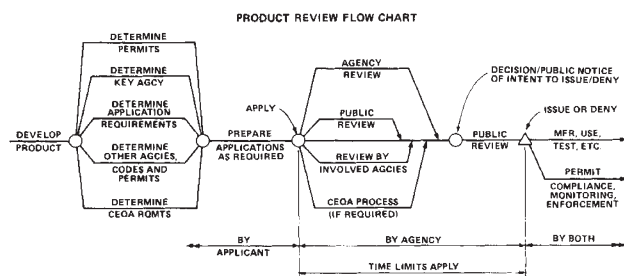 PRODUCT REVIEW FLOW CHART
DETERMINE
PERMITS
DETERMINE
KEY AGCY
DETERMINE
APPLICATION
REQUIREMENTS
DEVELOP
PRODUCT
DETERMINE
OTHER AGCIES,
CODES AND
PERMITS
DETERMINE
CEQA RQMTS
PREPARE
APPLICATIONS
AS REQUIRED
APPLY
AGENCY
REVIEW
PUBLIC
REVIEW
REVIEW BY
INVOLVED AGCIES
CEQA PROCESS
(IF REQUIRED)
DECISION/PUBLIC NOTICE
OF INTENT TO ISSUE/DENY
PUBLIC
REVIEW
ISSUE OR DENY
MFR, USE,
TEST, ETC.
PERMIT
COMPLIANCE,
MONITORING,
ENFORCEMENT
BY
APPLICANT
BY AGENCY
BY BOTH
TIME LIMITS APPLY